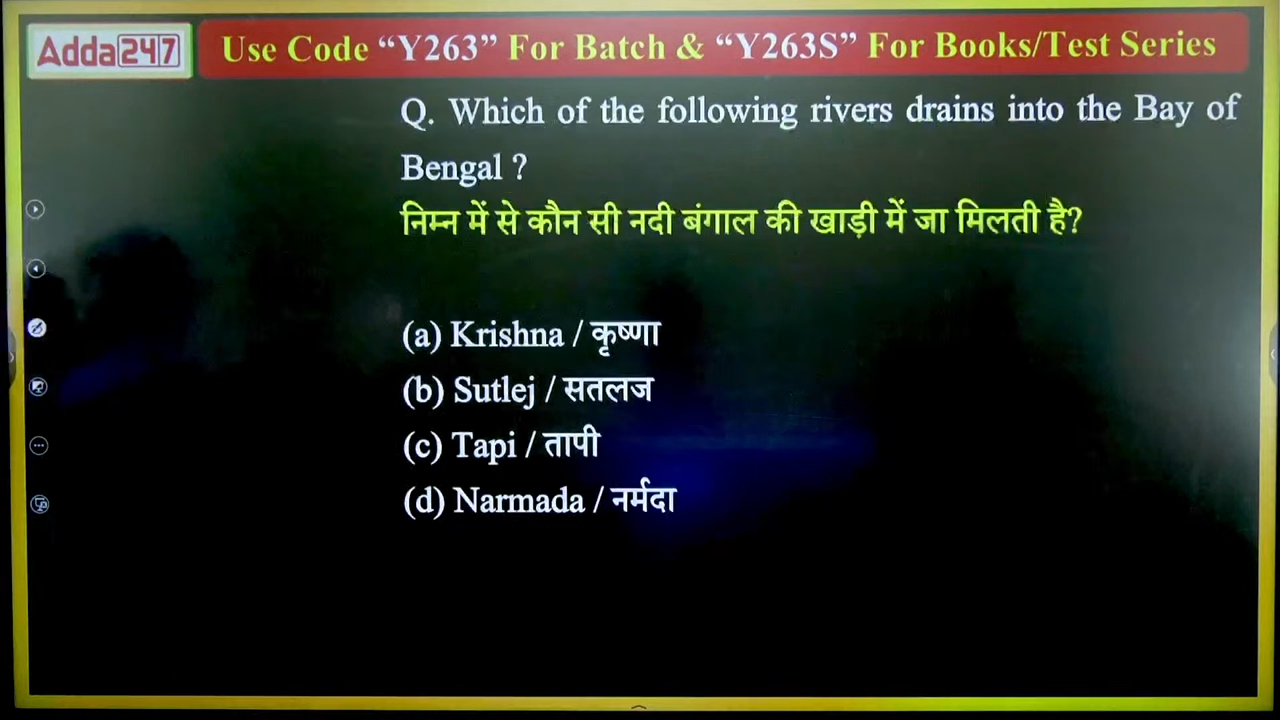 Adda247
Use Code “Y263” For Batch & “Y263S” For Books/Test Series
Q. Which of the following rivers drains into the Bay of
Bengal ?
निम्न में से कौन सी नदी बंगाल की खाड़ी में जा मिलती है?
(a) Krishna / कृष्णा
(b) Sutlej / सतलज
(c) Tapi / तापी
(d) Narmada / नर्मदा